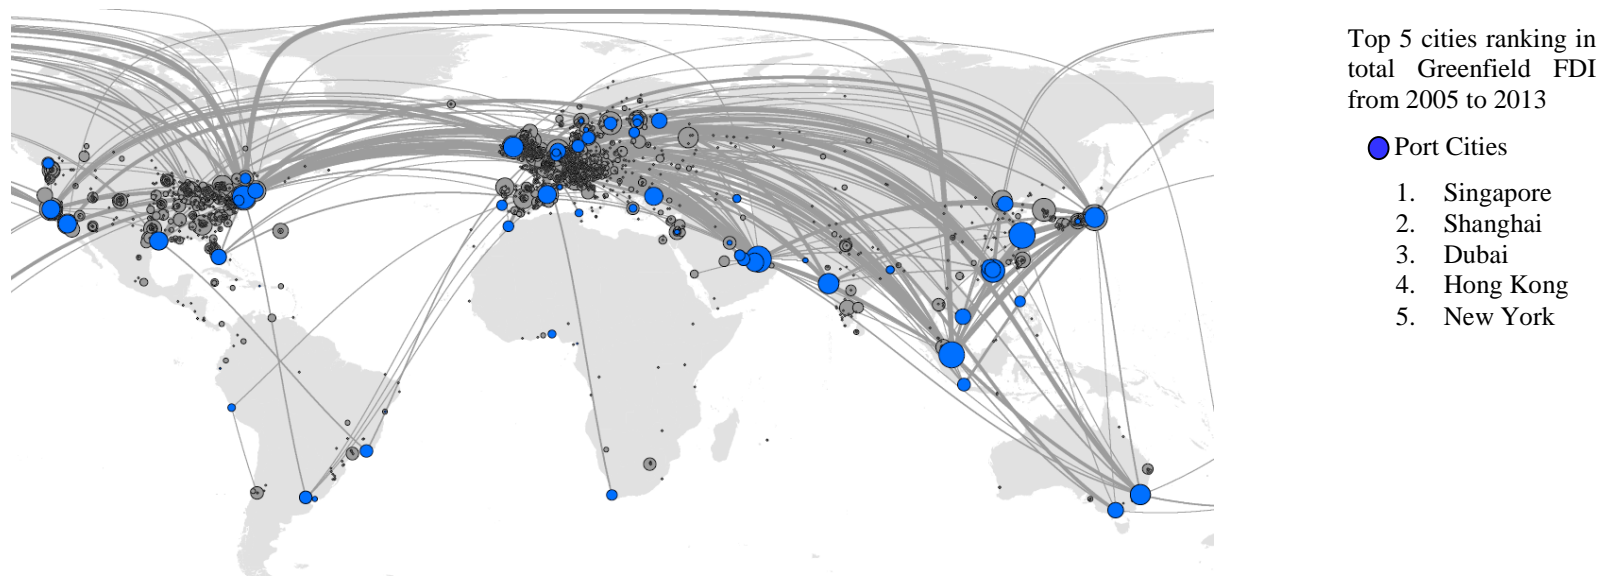 Top 5 cities ranking in
total Greenfield FDI
from 2005 to 2013
Port Cities
1. Singapore
2. Shanghai
3. Dubai
4. Hong Kong
5. New York